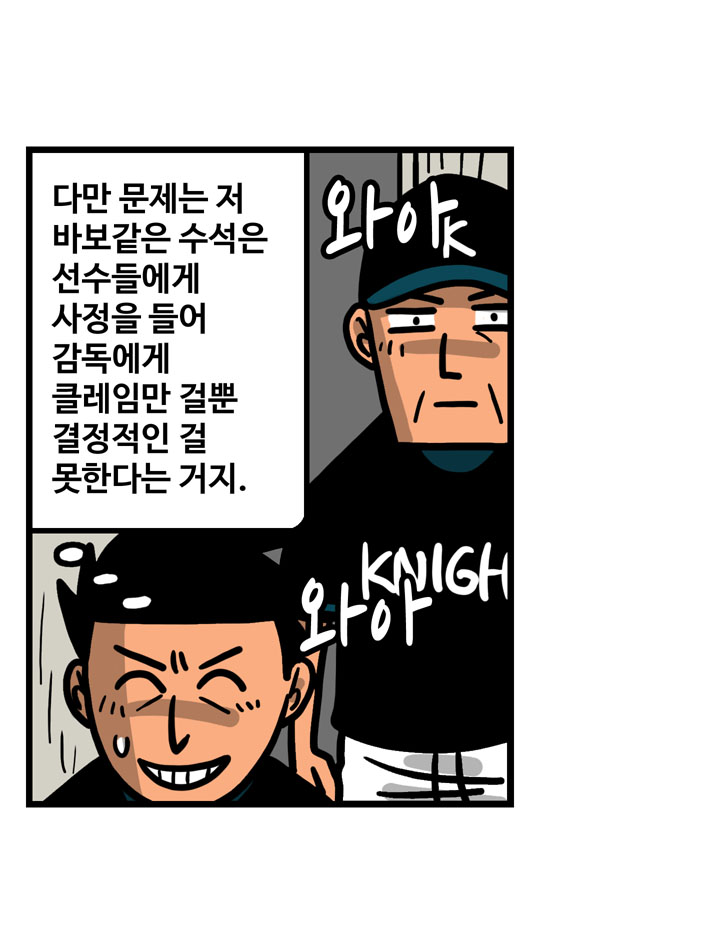 다만 문제는 저
바보같은 수석은
선수들에게
사정을 들어
감독에게
클레임만 걸뿐
결정적인 걸
못한다는 거지.
와아
K
KNIGH
와아